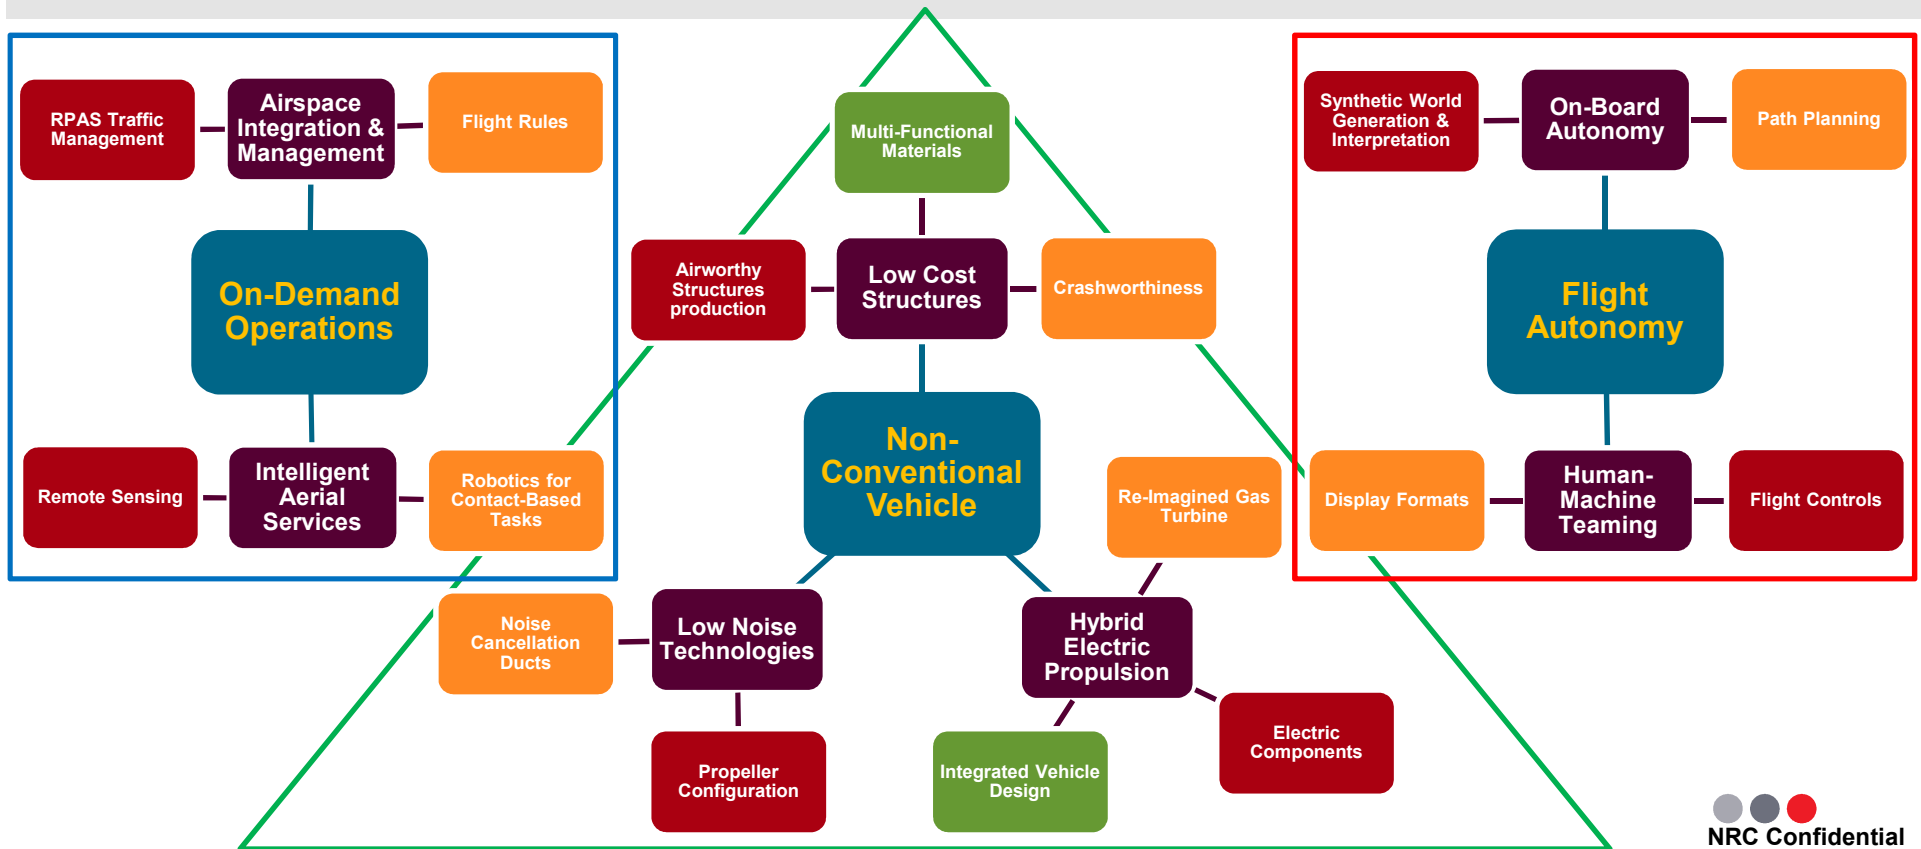 RPAS Traffic
Management
Airspace
Integration &
Management
Flight Rules
On-Demand
Operations
Remote Sensing
Intelligent
Aerial
Services
Robotics for
Contact-Based
Tasks
Multi-Functional
Materials
Airworthy
Structures
production
Low Cost
Structures
Crashworthiness
Non-
Conventional
Vehicle
Noise
Cancellation
Ducts
Low Noise
Technologies
Propeller
Configuration
Re-Imagined Gas
Turbine
Hybrid
Electric
Propulsion
Integrated Vehicle
Design
Electric
Components
Synthetic World
Generation &
Interpretation
On-Board
Autonomy
Path Planning
Flight
Autonomy
Display Formats
Human-
Machine
Teaming
Flight Controls
NRC Confidential